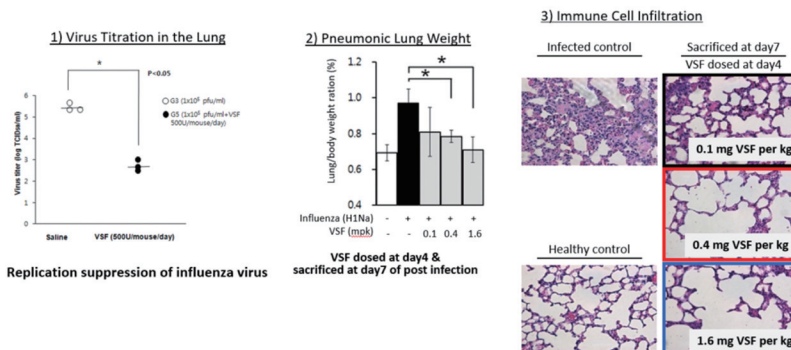 1) Virus Titration in the Lung
*
P<0.05
○ G3 (1x10⁵ pfu/ml)
● G5 (1x10⁵ pfu/ml+VSF
500U/mouse/day)
Virus titer (log TCID₅₀/ml)
6
5
4
3
2
1
0
Saline
VSF (500U/mouse/day)
Replication suppression of influenza virus
2) Pneumonic Lung Weight
*
*
Lung/body weight ration (%)
1.2
1.0
0.8
0.6
0.4
Influenza (H1Na) - + + + +
VSF (mpk) - - 0.1 0.4 1.6
VSF dosed at day4 &
sacrificed at day7 of post infection
3) Immune Cell Infiltration
Infected control
Sacrificed at day7
VSF dosed at day4
0.1 mg VSF per kg
0.4 mg VSF per kg
Healthy control
1.6 mg VSF per kg